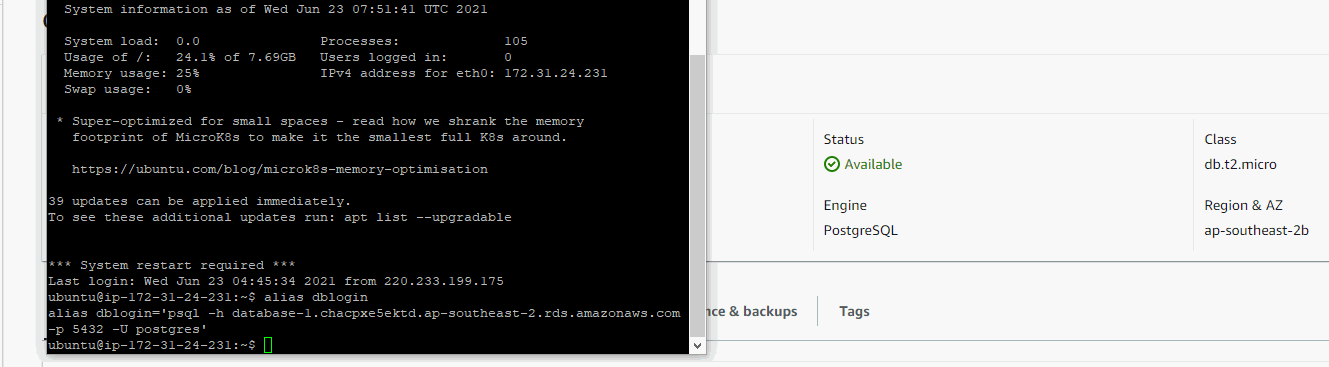 System information as of Wed Jun 23 07:51:41 UTC 2021
System load: 0.0 Processes: 105
Usage of /: 24.1% of 7.69GB Users logged in: 0
Memory usage: 25% IPv4 address for eth0: 172.31.24.231
Swap usage: 0%
* Super-optimized for small spaces - read how we shrank the memory
footprint of MicroK8s to make it the smallest full K8s around.
https://ubuntu.com/blog/microk8s-memory-optimisation
39 updates can be applied immediately.
To see these additional updates run: apt list --upgradable
*** System restart required ***
Last login: Wed Jun 23 04:45:34 2021 from 220.233.199.175
ubuntu@ip-172-31-24-231:~$ alias dblogin
alias dblogin='psql -h database-1.chacpxe5ektd.ap-southeast-2.rds.amazonaws.com
-p 5432 -U postgres'
ubuntu@ip-172-31-24-231:~$
Status
Available
Class
db.t2.micro
Engine
PostgreSQL
Region & AZ
ap-southeast-2b
nce & backups
Tags